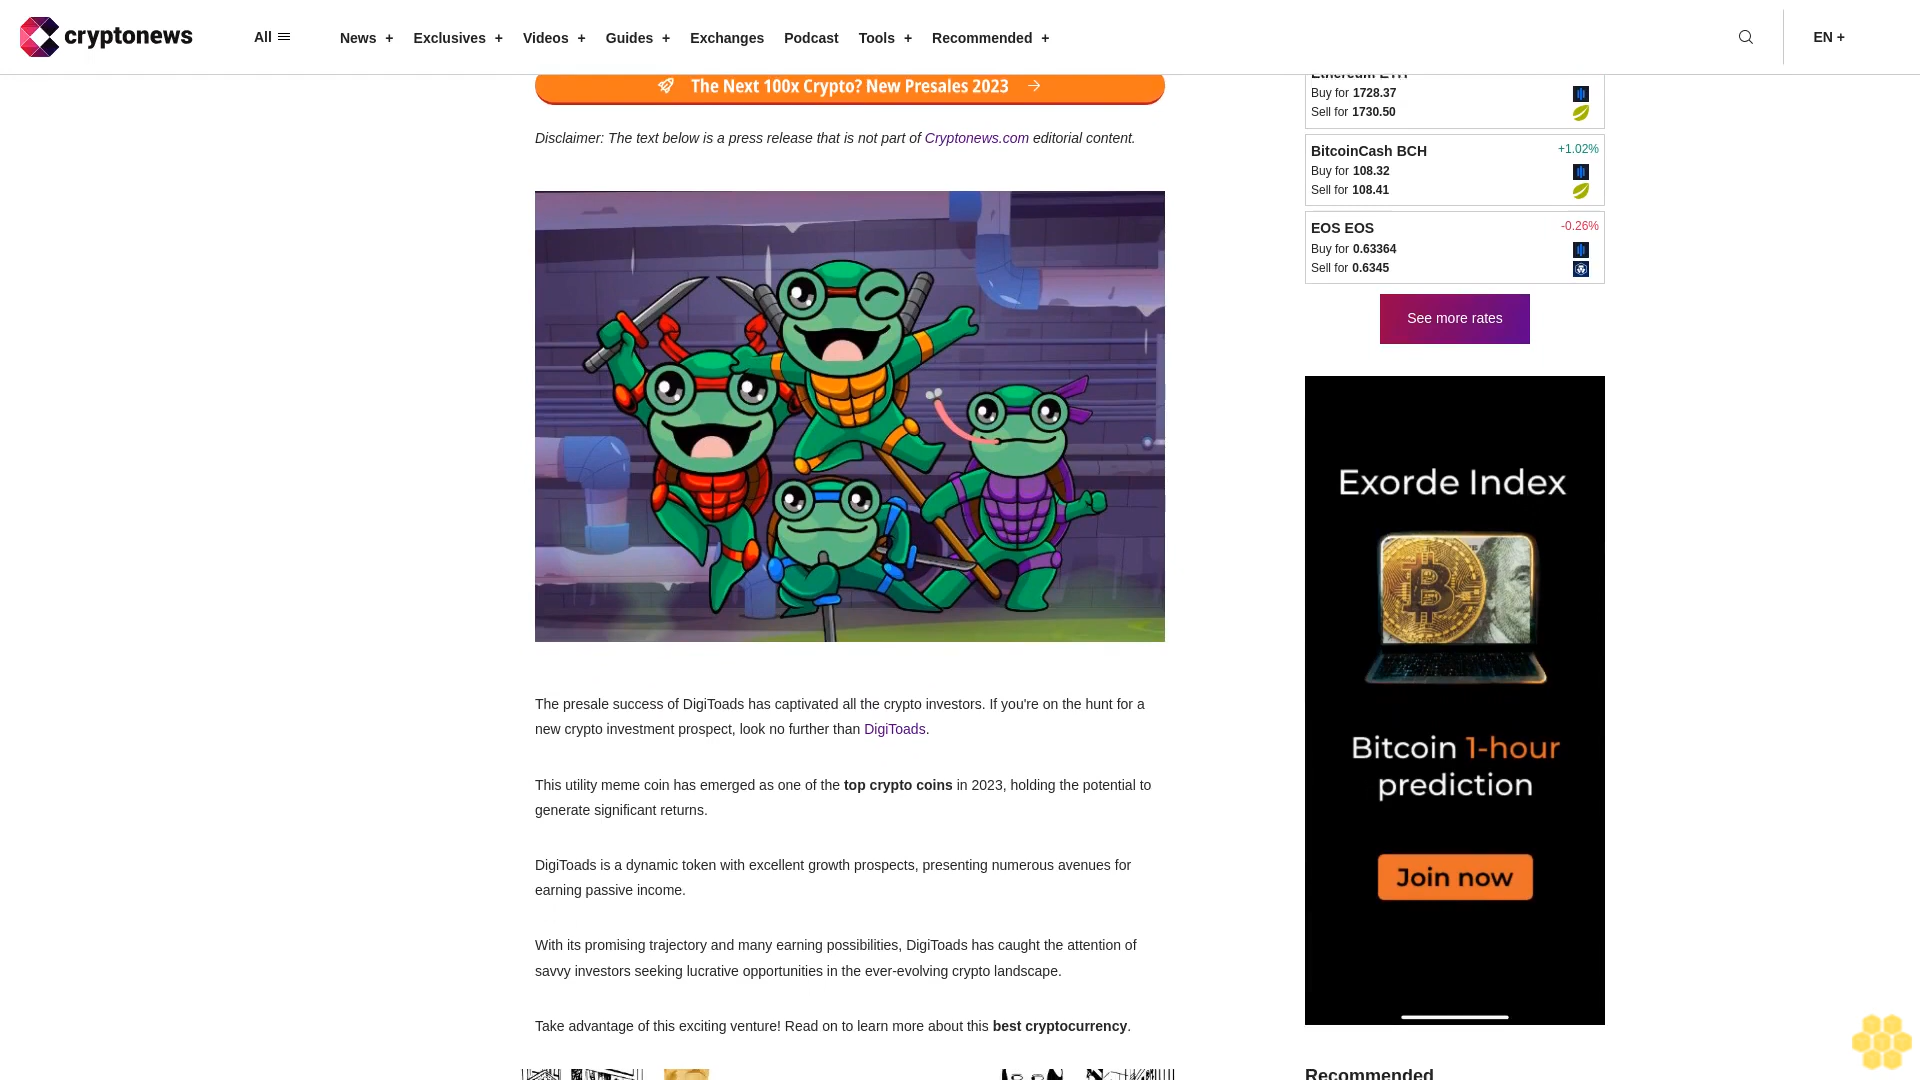 cryptonews
All
News +
Exclusives +
Videos +
Guides +
Exchanges
Podcast
Tools +
Recommended +
EN +
The Next 100x Crypto? New Presales 2023
Disclaimer: The text below is a press release that is not part of Cryptonews.com editorial content.
The presale success of DigiToads has captivated all the crypto investors. If you're on the hunt for a
new crypto investment prospect, look no further than DigiToads.
This utility meme coin has emerged as one of the top crypto coins in 2023, holding the potential to
generate significant returns.
DigiToads is a dynamic token with excellent growth prospects, presenting numerous avenues for
earning passive income.
With its promising trajectory and many earning possibilities, DigiToads has caught the attention of
savvy investors seeking lucrative opportunities in the ever-evolving crypto landscape.
Take advantage of this exciting venture! Read on to learn more about this best cryptocurrency.
Ethereum ETH
Buy for 1728.37
Sell for 1730.50
BitcoinCash BCH
+1.02%
Buy for 108.32
Sell for 108.41
EOS EOS
-0.26%
Buy for 0.63364
Sell for 0.6345
See more rates
Exorde Index
Bitcoin 1-hour
prediction
Join now
Recommended